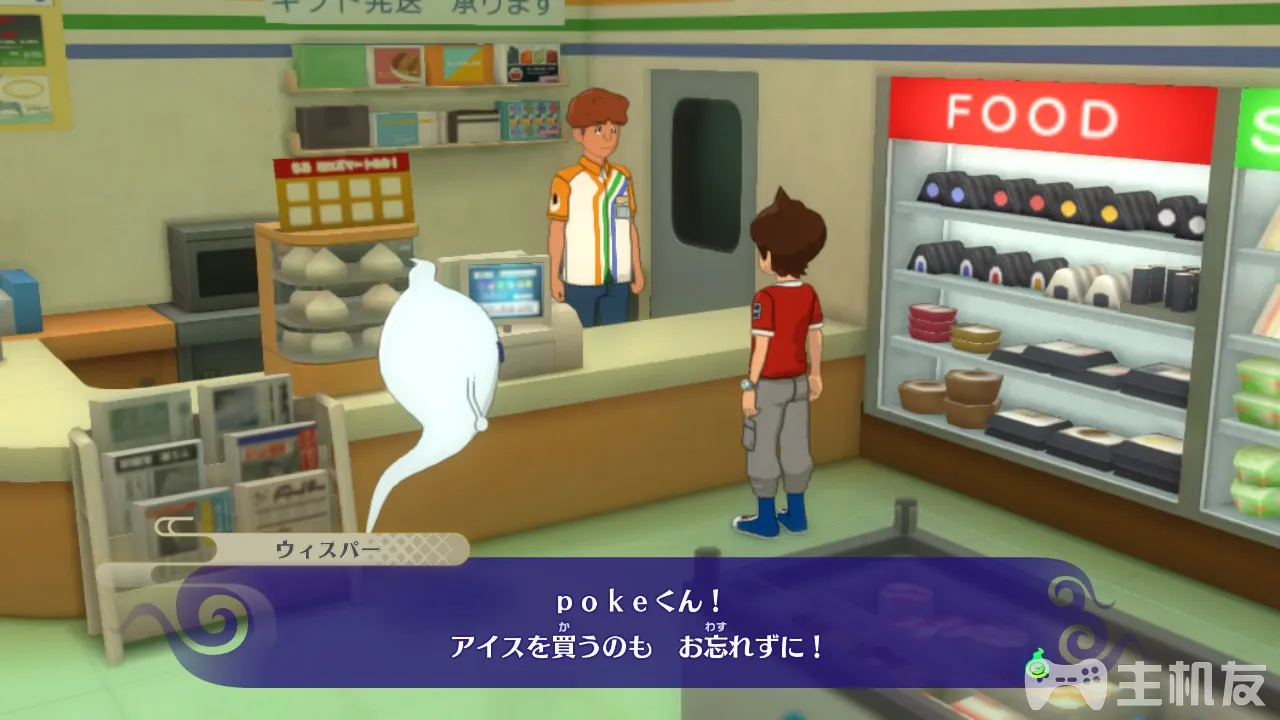 ギフト発送 承ります
FOOD
S
ウィスパー
pokeくん！
アイスを買うのも お忘れずに！
主机友